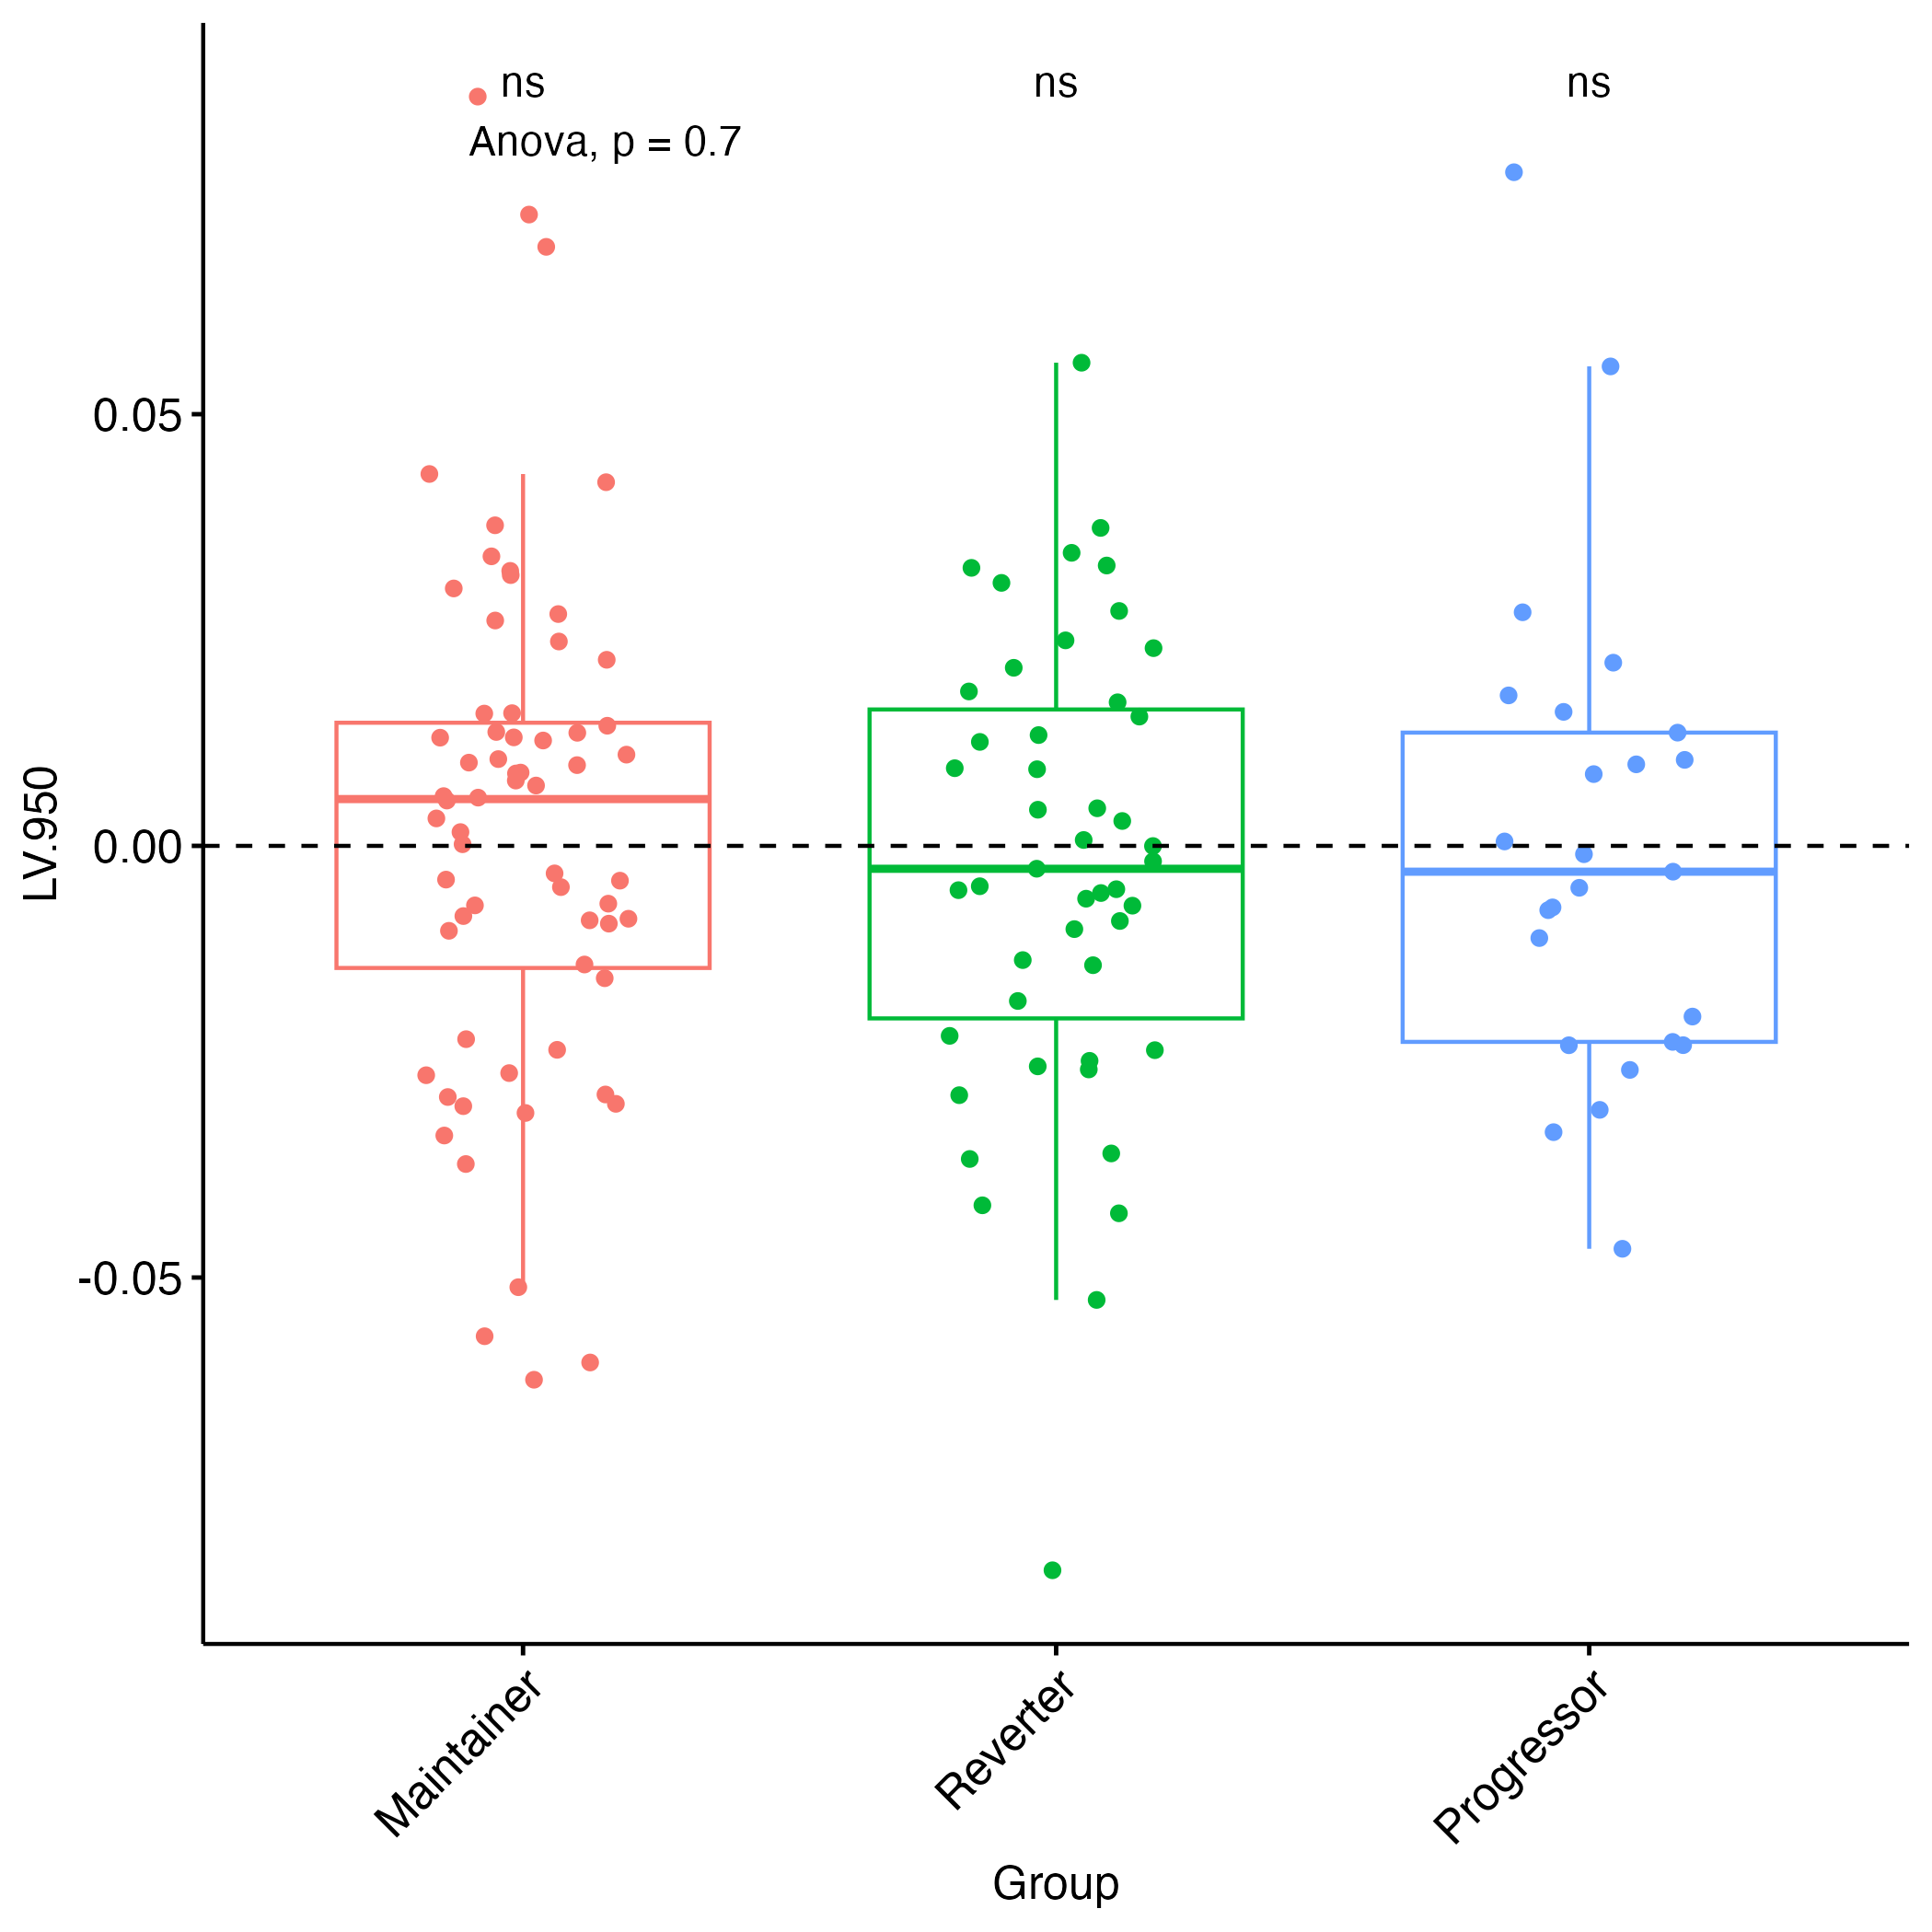 ns ns ns
Anova, p = 0.7
LV.950
0.05
0.00
-0.05
Maintainer
Reverter
Progressor
Group